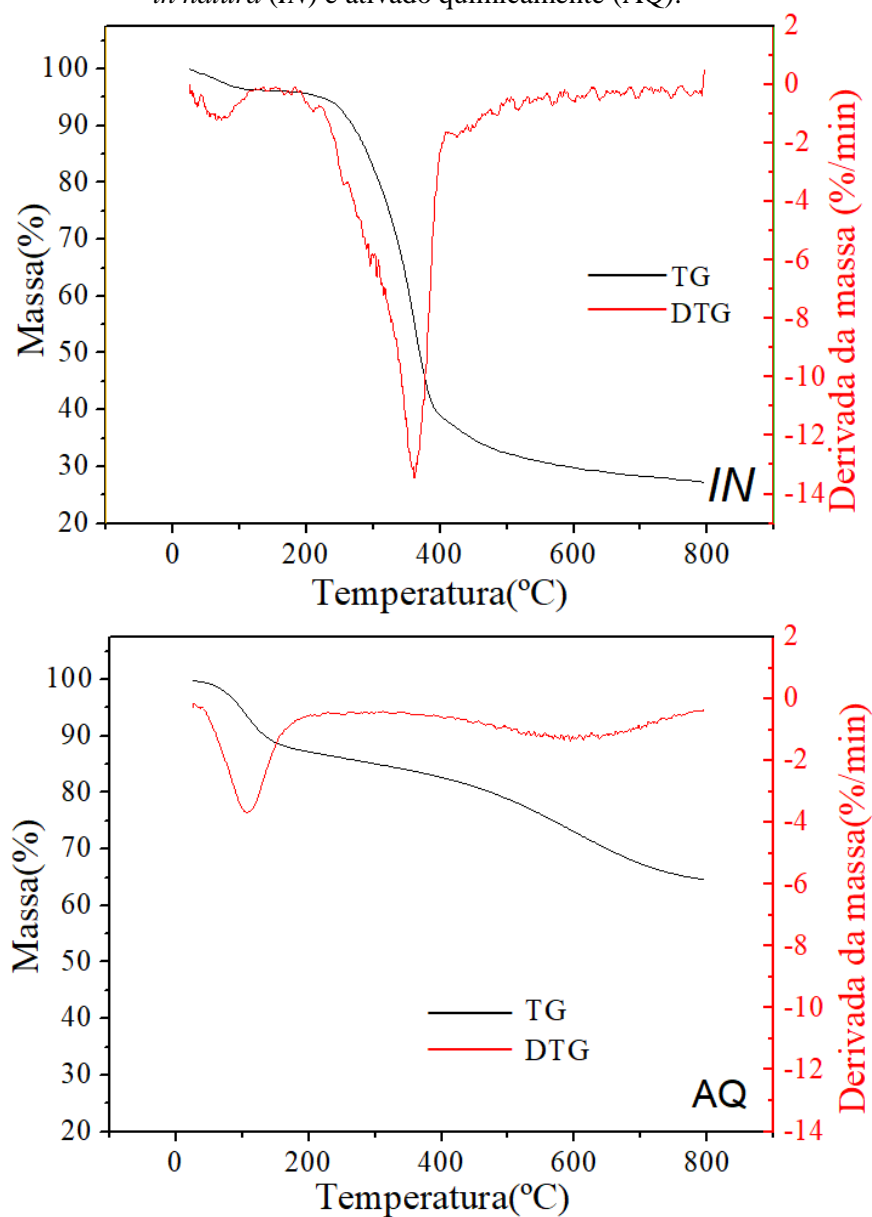 in natura (IN) e ativado quimicamente (AQ).
2
100
0
90
-2
80
-4
70
TG
-6
60
DTG
-8
50
-10
40
-12
30
IN
-14
20
0 200 400 600 800
Massa(%)
Temperatura(ºC)
Derivada da massa (%/min)
2
100
0
90
-2
80
-4
70
-6
60
-8
50
TG
-10
40
DTG
-12
30
AQ
20
-14
0 200 400 600 800
Massa(%)
Temperatura(ºC)
Derivada da massa(%/min)